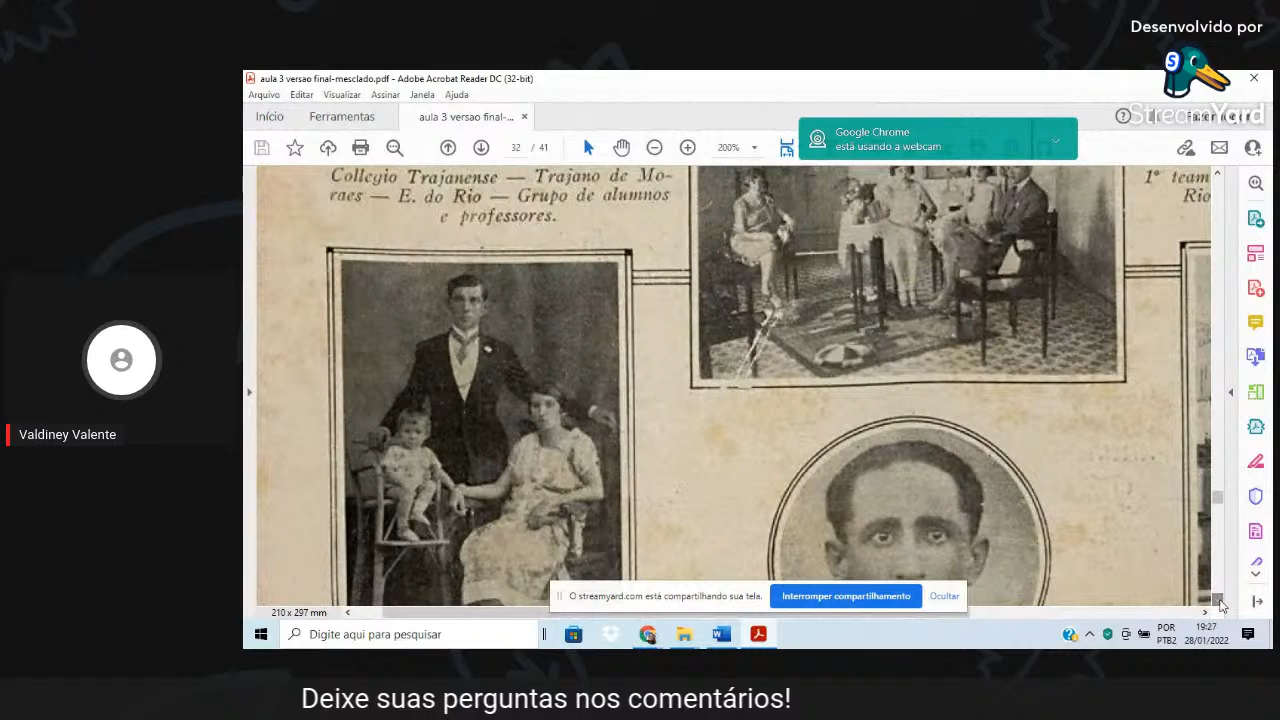 Desenvolvido por
StreamYard
aula 3 versao final-mesclado.pdf - Adobe Acrobat Reader DC (32-bit)
Arquivo Editar Visualizar Assinar Janela Ajuda
Início Ferramentas aula 3 versao final-...
Google Chrome
está usando a webcam
32 / 41 200%
Collegio Trajanense — Trajano de Mo-
raes — E. do Rio — Grupo de alumnos
e professores.
1º team
Rio
Valdiney Valente
O streamyard.com está compartilhando sua tela. Interromper compartilhamento Ocultar
210 x 297 mm
Digite aqui para pesquisar
POR
PTB2
19:27
28/01/2022
Deixe suas perguntas nos comentários!